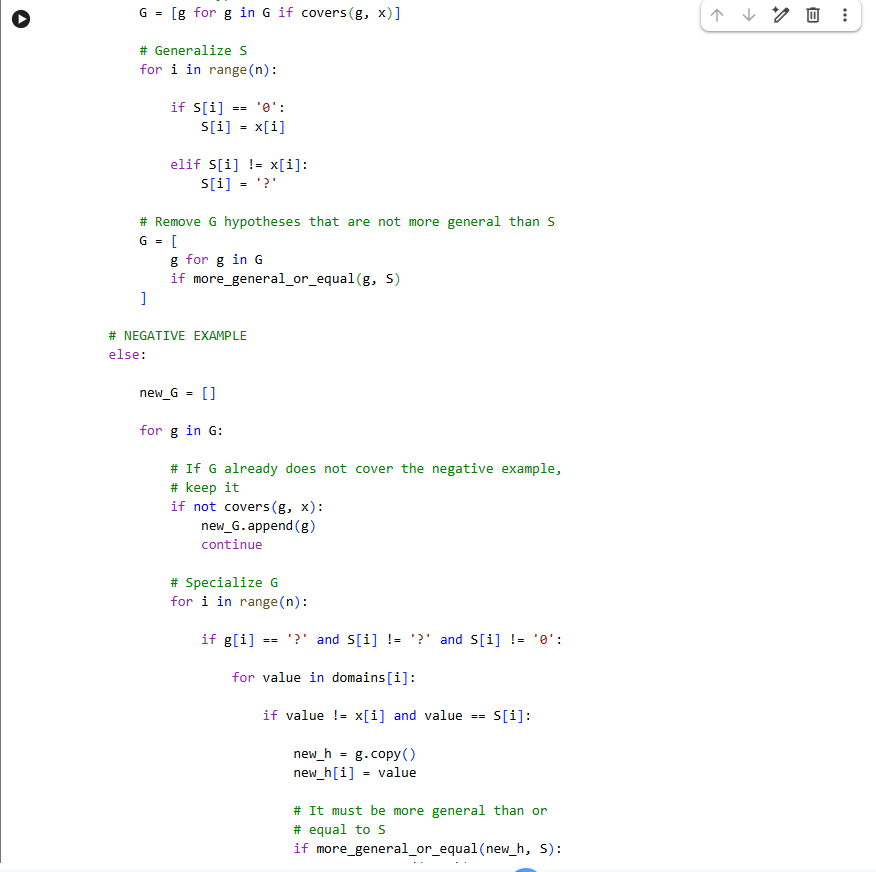 G = [g for g in G if covers(g, x)]
# Generalize S
for i in range(n):
if S[i] == '0':
S[i] = x[i]
elif S[i] != x[i]:
S[i] = '?'
# Remove G hypotheses that are not more general than S
G = [
g for g in G
if more_general_or_equal(g, S)
]
# NEGATIVE EXAMPLE
else:
new_G = []
for g in G:
# If G already does not cover the negative example,
# keep it
if not covers(g, x):
new_G.append(g)
continue
# Specialize G
for i in range(n):
if g[i] == '?' and S[i] != '?' and S[i] != '0':
for value in domains[i]:
if value != x[i] and value == S[i]:
new_h = g.copy()
new_h[i] = value
# It must be more general than or
# equal to S
if more_general_or_equal(new_h, S):